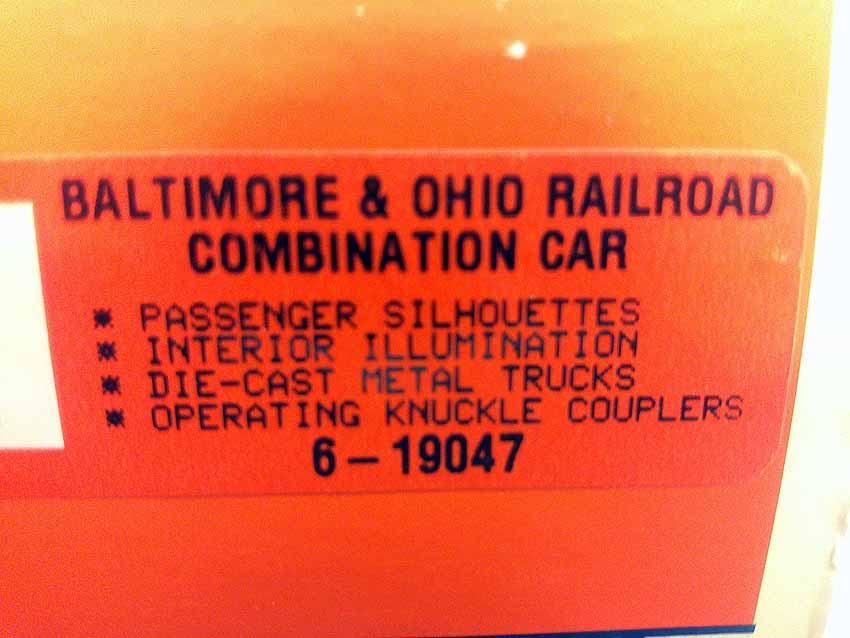 BALTIMORE & OHIO RAILROAD
COMBINATION CAR
* PASSENGER SILHOUETTES
* INTERIOR ILLUMINATION
* DIE-CAST METAL TRUCKS
* OPERATING KNUCKLE COUPLERS
6-19047